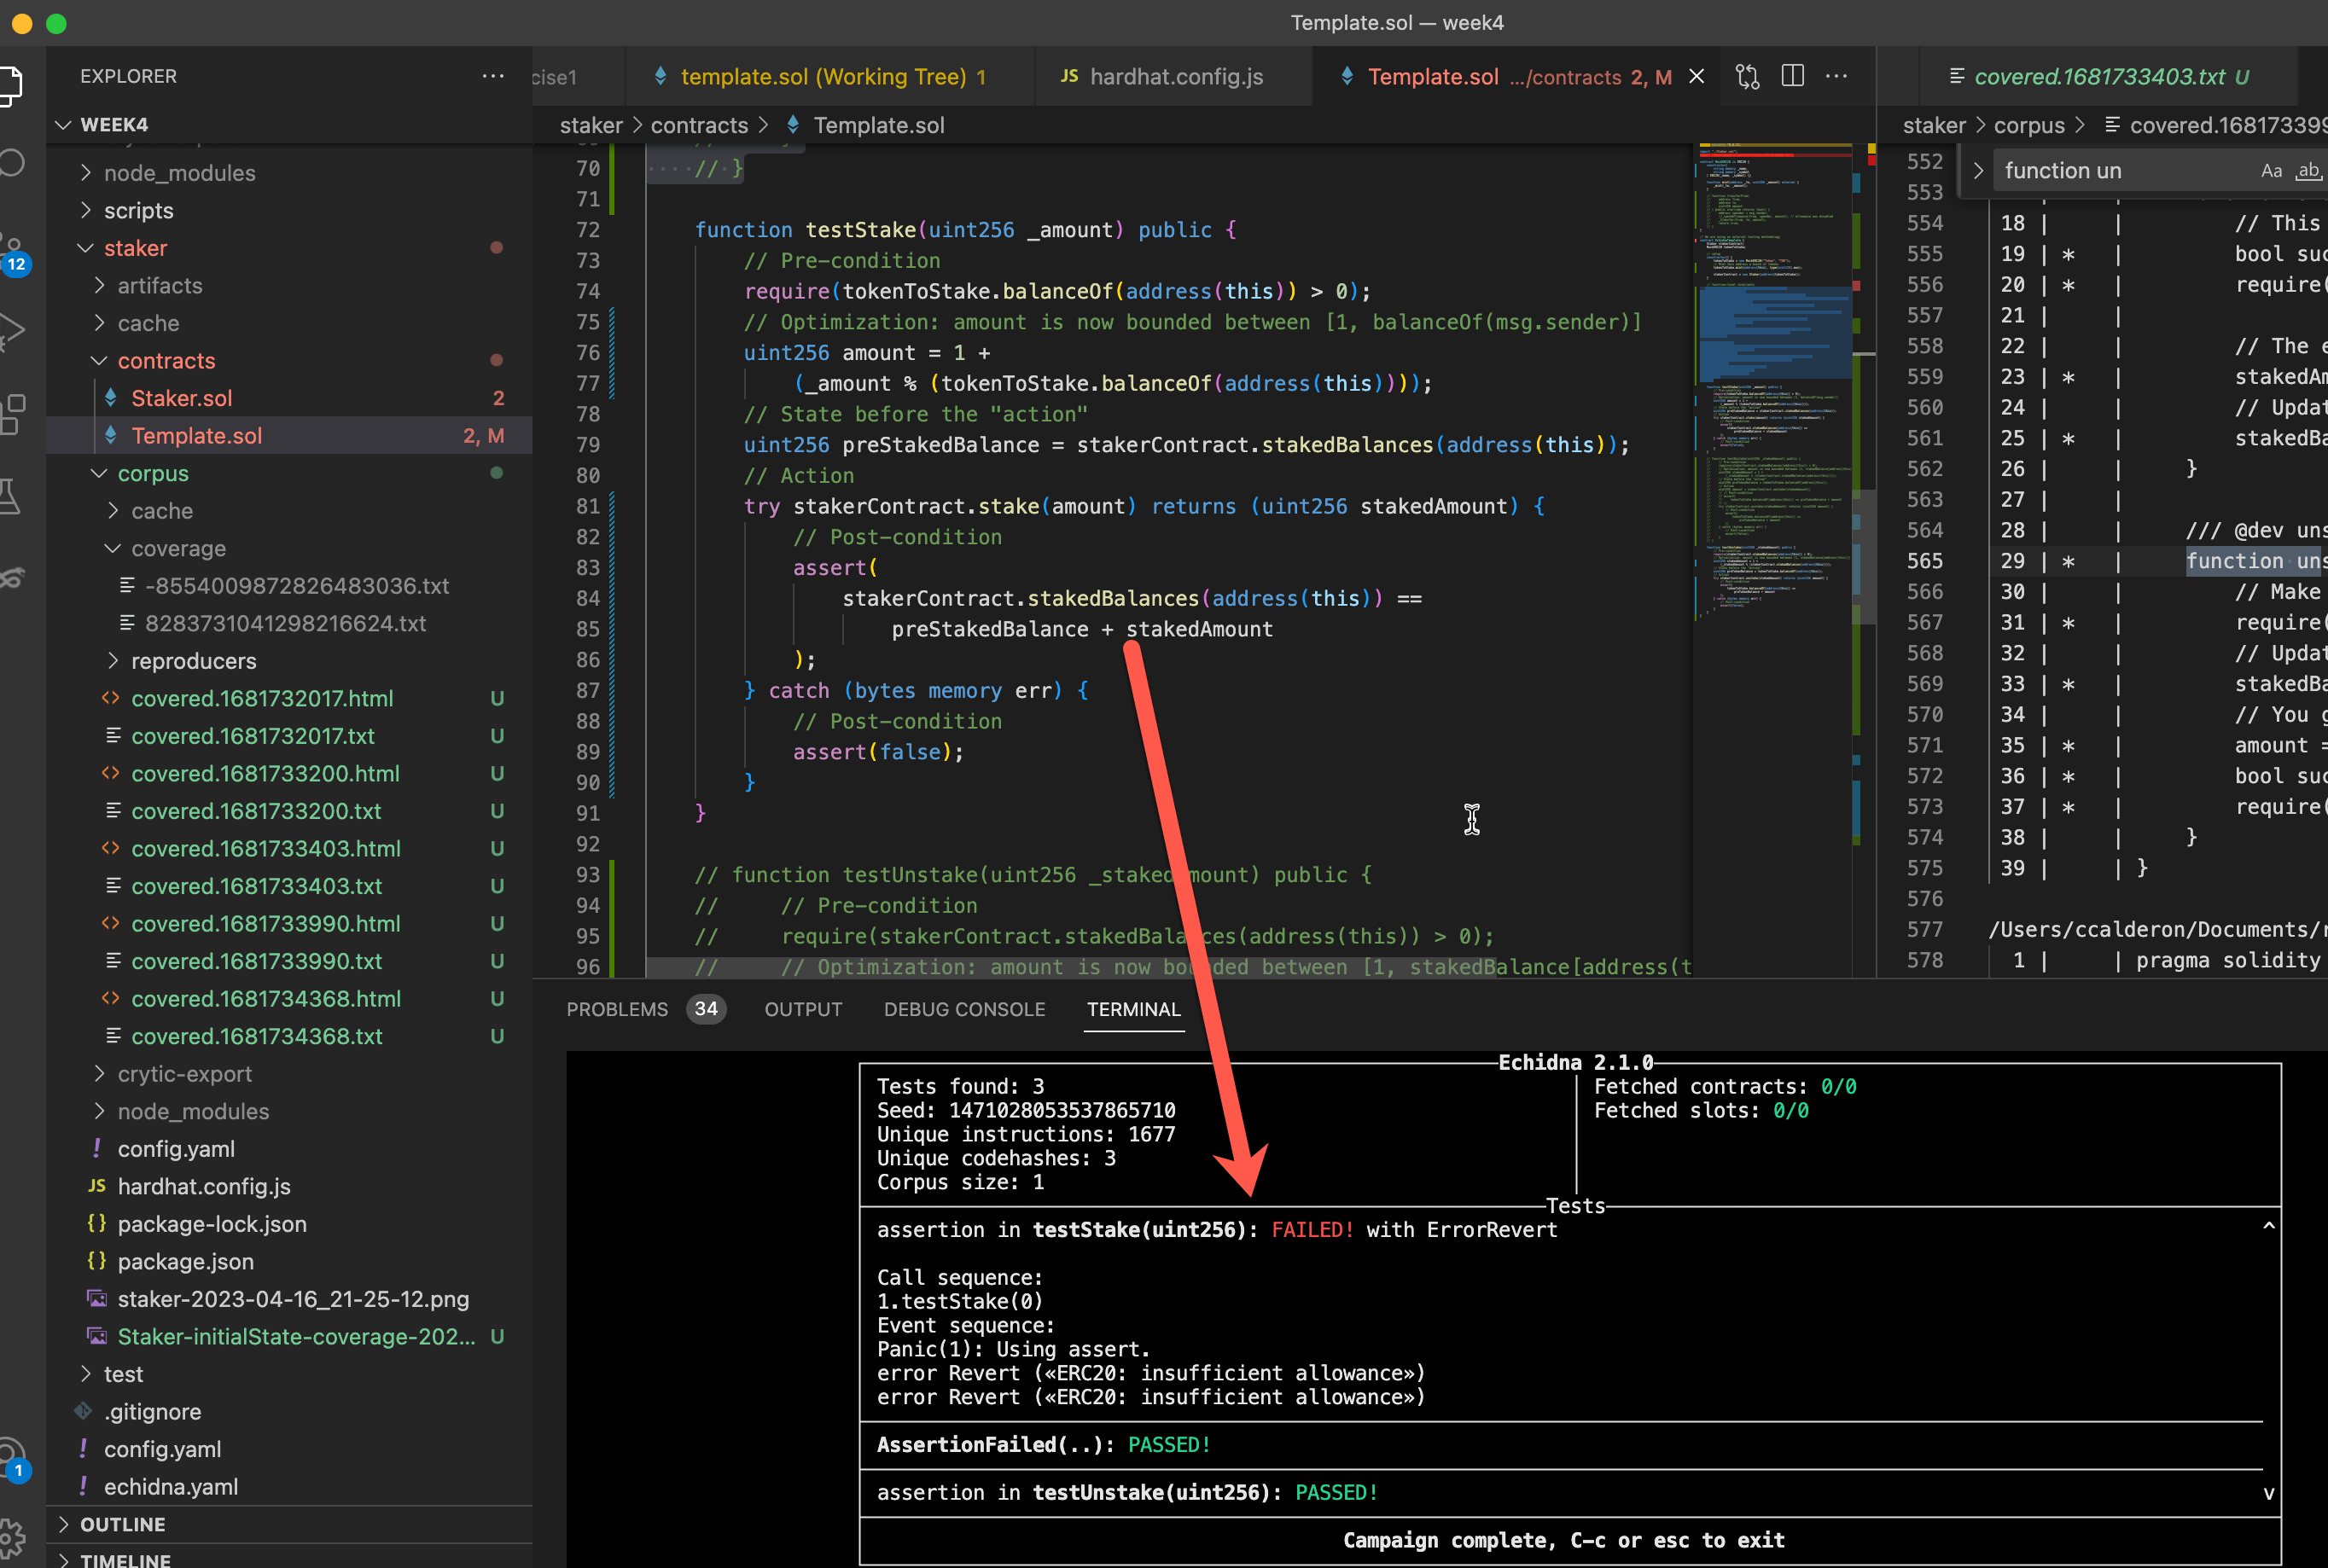 Template.sol — week4
EXPLORER
WEEK4
node_modules
scripts
staker
artifacts
cache
contracts
Staker.sol 2
Template.sol 2, M
corpus
cache
coverage
-8554009872826483036.txt
8283731041298216624.txt
reproducers
covered.1681732017.html U
covered.1681732017.txt U
covered.1681733200.html U
covered.1681733200.txt U
covered.1681733403.html U
covered.1681733403.txt U
covered.1681733990.html U
covered.1681733990.txt U
covered.1681734368.html U
covered.1681734368.txt U
crytic-export
node_modules
config.yaml
JS hardhat.config.js
{} package-lock.json
{} package.json
staker-2023-04-16_21-25-12.png
Staker-initialState-coverage-202... U
test
.gitignore
config.yaml
echidna.yaml
OUTLINE
TIMELINE
12
1
cise1
template.sol (Working Tree) 1
JS hardhat.config.js
Template.sol .../contracts 2, M
staker > contracts > Template.sol
70 // }
71
72 function testStake(uint256 _amount) public {
73 // Pre-condition
74 require(tokenToStake.balanceOf(address(this)) > 0);
75 // Optimization: amount is now bounded between [1, balanceOf(msg.sender)]
76 uint256 amount = 1 +
77 (_amount % (tokenToStake.balanceOf(address(this))));
78 // State before the "action"
79 uint256 preStakedBalance = stakerContract.stakedBalances(address(this));
80 // Action
81 try stakerContract.stake(amount) returns (uint256 stakedAmount) {
82 // Post-condition
83 assert(
84 stakerContract.stakedBalances(address(this)) ==
85 preStakedBalance + stakedAmount
86 );
87 } catch (bytes memory err) {
88 // Post-condition
89 assert(false);
90 }
91 }
92
93 // function testUnstake(uint256 _stakedAmount) public {
94 // // Pre-condition
95 // require(stakerContract.stakedBalances(address(this)) > 0);
96 // // Optimization: amount is now bounded between [1, stakedBalance[address(t
covered.1681733403.txt U
staker > corpus > covered.168173399
function un
Aa ab
552
553
554 18 | | // This
555 19 | * | bool suc
556 20 | * | require(
557 21 | |
558 22 | | // The e
559 23 | * | stakedAm
560 24 | | // Updat
561 25 | * | stakedBa
562 26 | | }
563 27 | |
564 28 | | /// @dev uns
565 29 | * | function uns
566 30 | | // Make
567 31 | * | require(
568 32 | | // Updat
569 33 | * | stakedBa
570 34 | | // You g
571 35 | * | amount =
572 36 | * | bool suc
573 37 | * | require(
574 38 | | }
575 39 | | }
576
577 /Users/ccalderon/Documents/r
578 1 | | pragma solidity
PROBLEMS 34 OUTPUT DEBUG CONSOLE TERMINAL
Echidna 2.1.0
Tests found: 3
Seed: 1471028053537865710
Unique instructions: 1677
Unique codehashes: 3
Corpus size: 1
Fetched contracts: 0/0
Fetched slots: 0/0
Tests
assertion in testStake(uint256): FAILED! with ErrorRevert
Call sequence:
1.testStake(0)
Event sequence:
Panic(1): Using assert.
error Revert («ERC20: insufficient allowance»)
error Revert («ERC20: insufficient allowance»)
AssertionFailed(..): PASSED!
assertion in testUnstake(uint256): PASSED!
Campaign complete, C-c or esc to exit